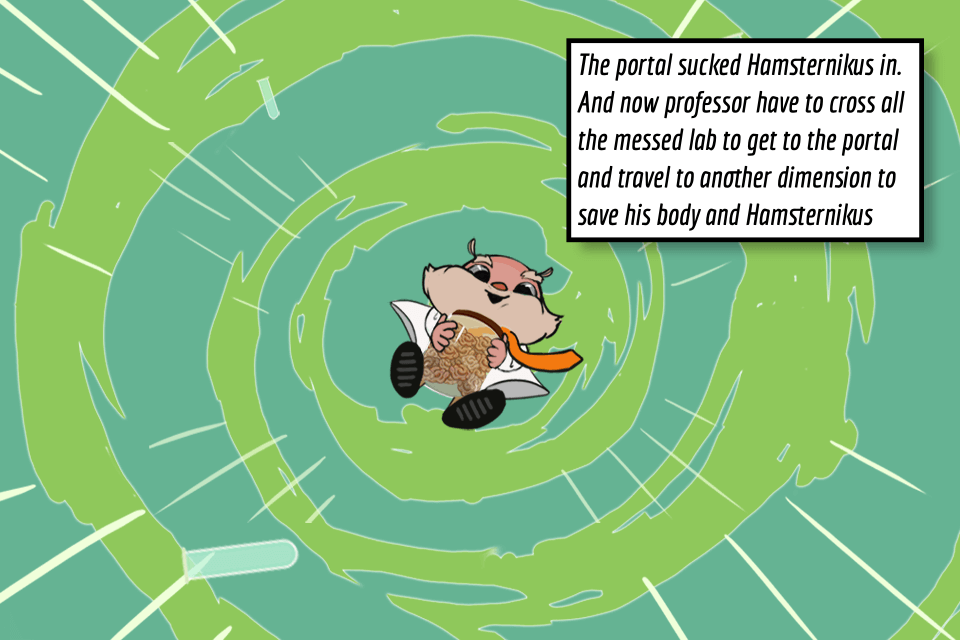 The portal sucked Hamsternikus in.
And now professor have to cross all
the messed lab to get to the portal
and travel to another dimension to
save his body and Hamsternikus